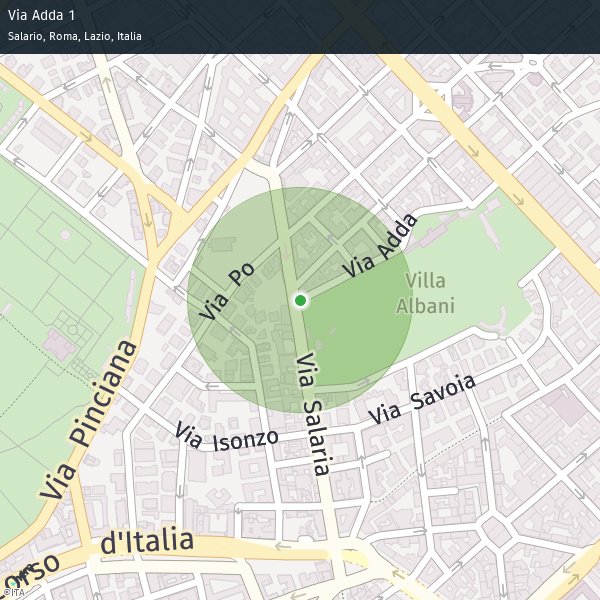 Via Adda 1
Salario, Roma, Lazio, Italia
Via Adda
Via Po
Villa
Albani
Via Pinciana
Via Salaria
Via Savoia
Via Isonzo
d'Italia
Corso
©ITA